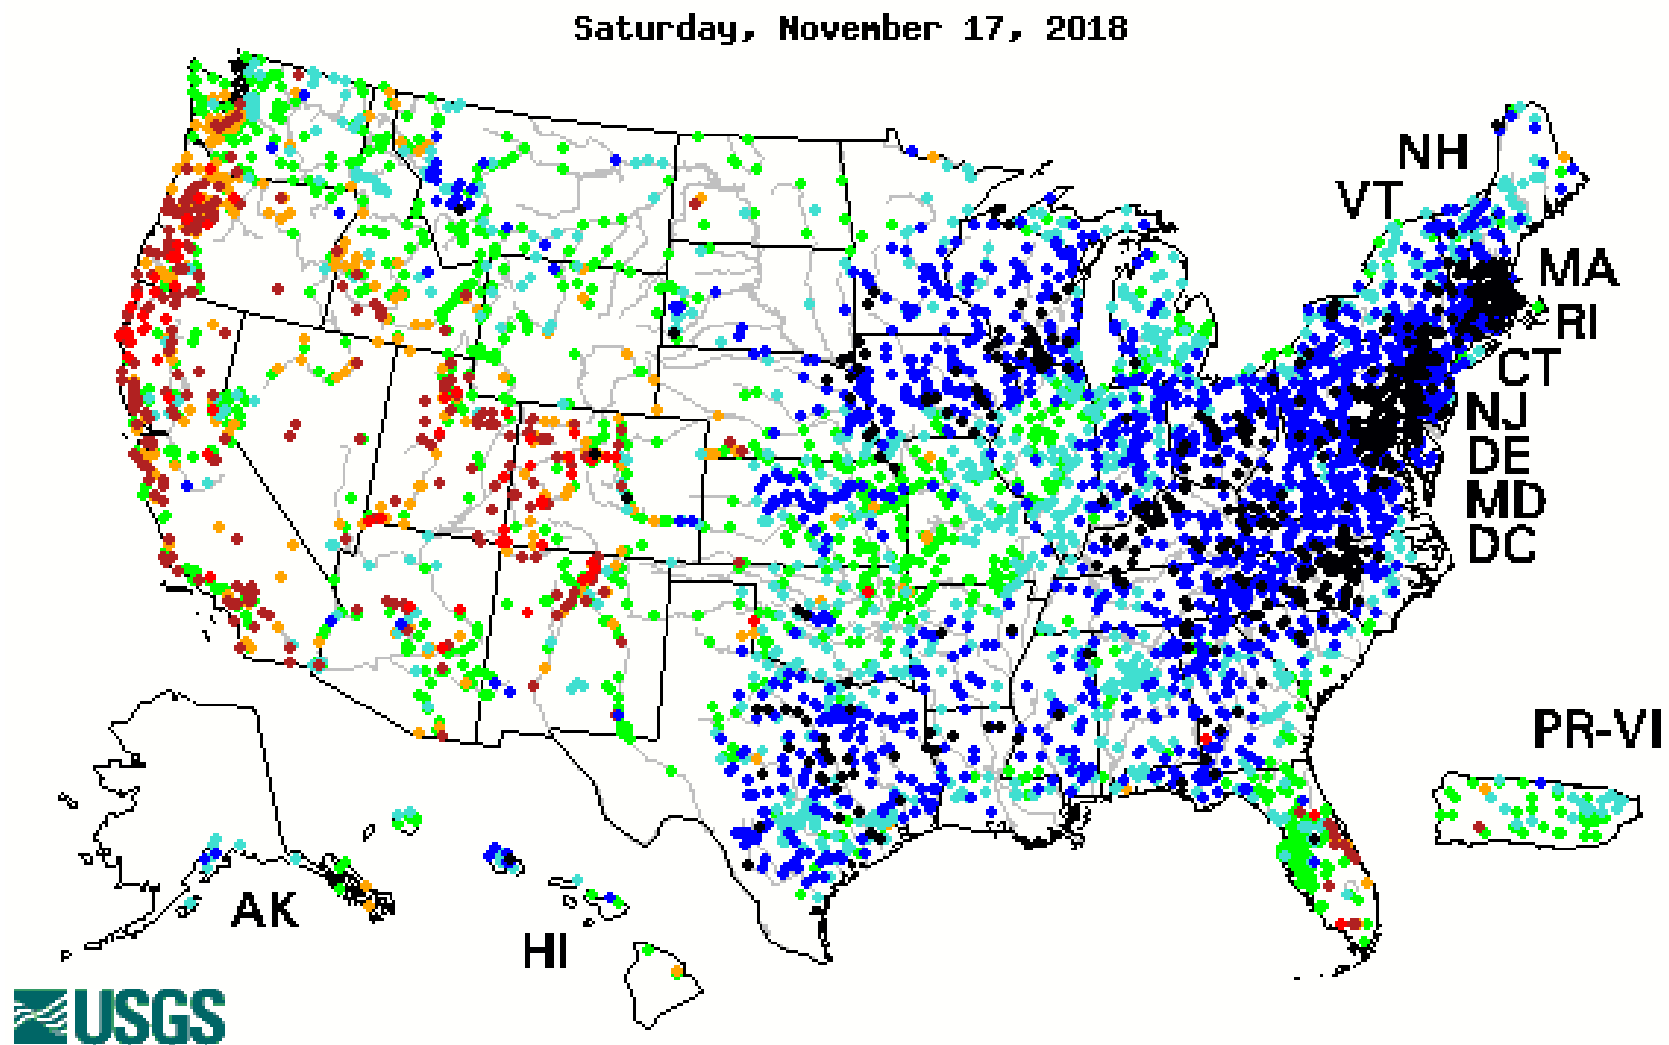 Saturday, November 17, 2018
NH
VT
MA
RI
CT
NJ
DE
MD
DC
PR-VI
AK
HI
USGS